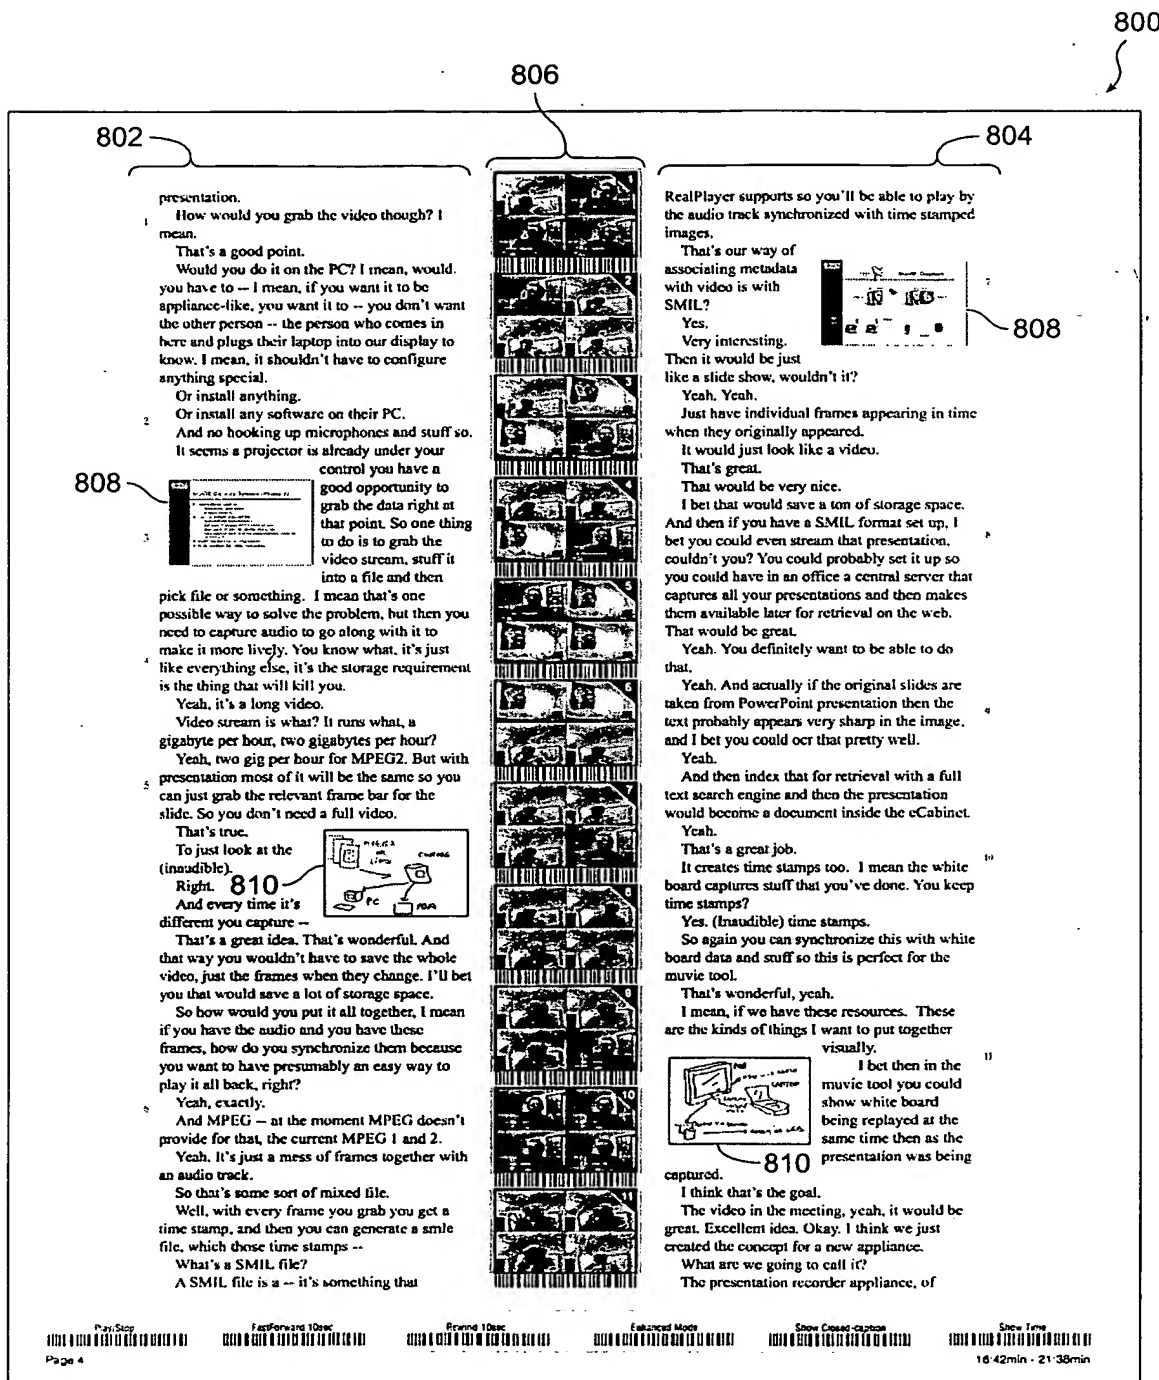 800
806
802
804
presentation.
How would you grab the video though? I
mean.
That's a good point.
Would you do it on the PC? I mean, would.
you have to -- I mean, if you want it to be
appliance-like, you want it to -- you don't want
the other person -- the person who comes in
here and plugs their laptop into our display to
know. I mean, it shouldn't have to configure
anything special.
Or install anything.
Or install any software on their PC.
And no hooking up microphones and stuff so.
It seems a projector is already under your
control you have a
good opportunity to
grab the data right at
that point. So one thing
to do is to grab the
video stream, stuff it
into a file and then
808
pick file or something. I mean that's one
possible way to solve the problem, but then you
need to capture audio to go along with it to
make it more lively. You know what, it's just
like everything else, it's the storage requirement
is the thing that will kill you.
Yeah, it's a long video.
Video stream is what? It runs what, a
gigabyte per hour, two gigabytes per hour?
Yeah, two gig per hour for MPEG2. But with
presentation most of it will be the same so you
can just grab the relevant frame bar for the
slide. So you don't need a full video.
That's true.
To just look at the
(inaudible).
Right.
810
And every time it's
different you capture --
PC
PDA
That's a great idea. That's wonderful. And
that way you wouldn't have to save the whole
video, just the frames when they change. I'll bet
you that would save a lot of storage space.
So how would you put it all together, I mean
if you have the audio and you have these
frames, how do you synchronize them because
you want to have presumably an easy way to
play it all back, right?
Yeah, exactly.
And MPEG -- at the moment MPEG doesn't
provide for that, the current MPEG 1 and 2.
Yeah. It's just a mess of frames together with
an audio track.
So that's some sort of mixed file.
Well, with every frame you grab you get a
time stamp, and then you can generate a smle
file, which those time stamps --
What's a SMIL file?
A SMIL file is a -- it's something that
1
2
3
4
5
1
2
3
4
5
6
7
8
9
10
11
RealPlayer supports so you'll be able to play by
the audio track synchronized with time stamped
images.
That's our way of
associating metadata
with video is with
SMIL?
Yes.
Very interesting.
808
Then it would be just
like a slide show, wouldn't it?
Yeah. Yeah.
Just have individual frames appearing in time
when they originally appeared.
It would just look like a video.
That's great.
That would be very nice.
I bet that would save a ton of storage space.
And then if you have a SMIL format set up, I
bet you could even stream that presentation,
couldn't you? You could probably set it up so
you could have in an office a central server that
captures all your presentations and then makes
them available later for retrieval on the web.
That would be great.
Yeah. You definitely want to be able to do
that.
Yeah. And actually if the original slides are
taken from PowerPoint presentation then the
text probably appears very sharp in the image,
and I bet you could ocr that pretty well.
Yeah.
And then index that for retrieval with a full
text search engine and then the presentation
would become a document inside the eCabinet.
Yeah.
That's a great job.
It creates time stamps too. I mean the white
board captures stuff that you've done. You keep
time stamps?
Yes. (Inaudible) time stamps.
So again you can synchronize this with white
board data and stuff so this is perfect for the
muvie tool.
That's wonderful, yeah.
I mean, if we have these resources. These
are the kinds of things I want to put together
visually.
I bet then in the
muvic tool you could
show white board
being replayed at the
same time then as the
presentation was being
LAPTOP
810
captured.
I think that's the goal.
The video in the meeting, yeah, it would be
great. Excellent idea. Okay. I think we just
created the concept for a new appliance.
What are we going to call it?
The presentation recorder appliance, of
10
11
Play/Stop
FastForward 10sec
Rewind 10sec
Enhanced Mode
Show Closed-caption
Show Time
Page 4
16:42min - 21:38min